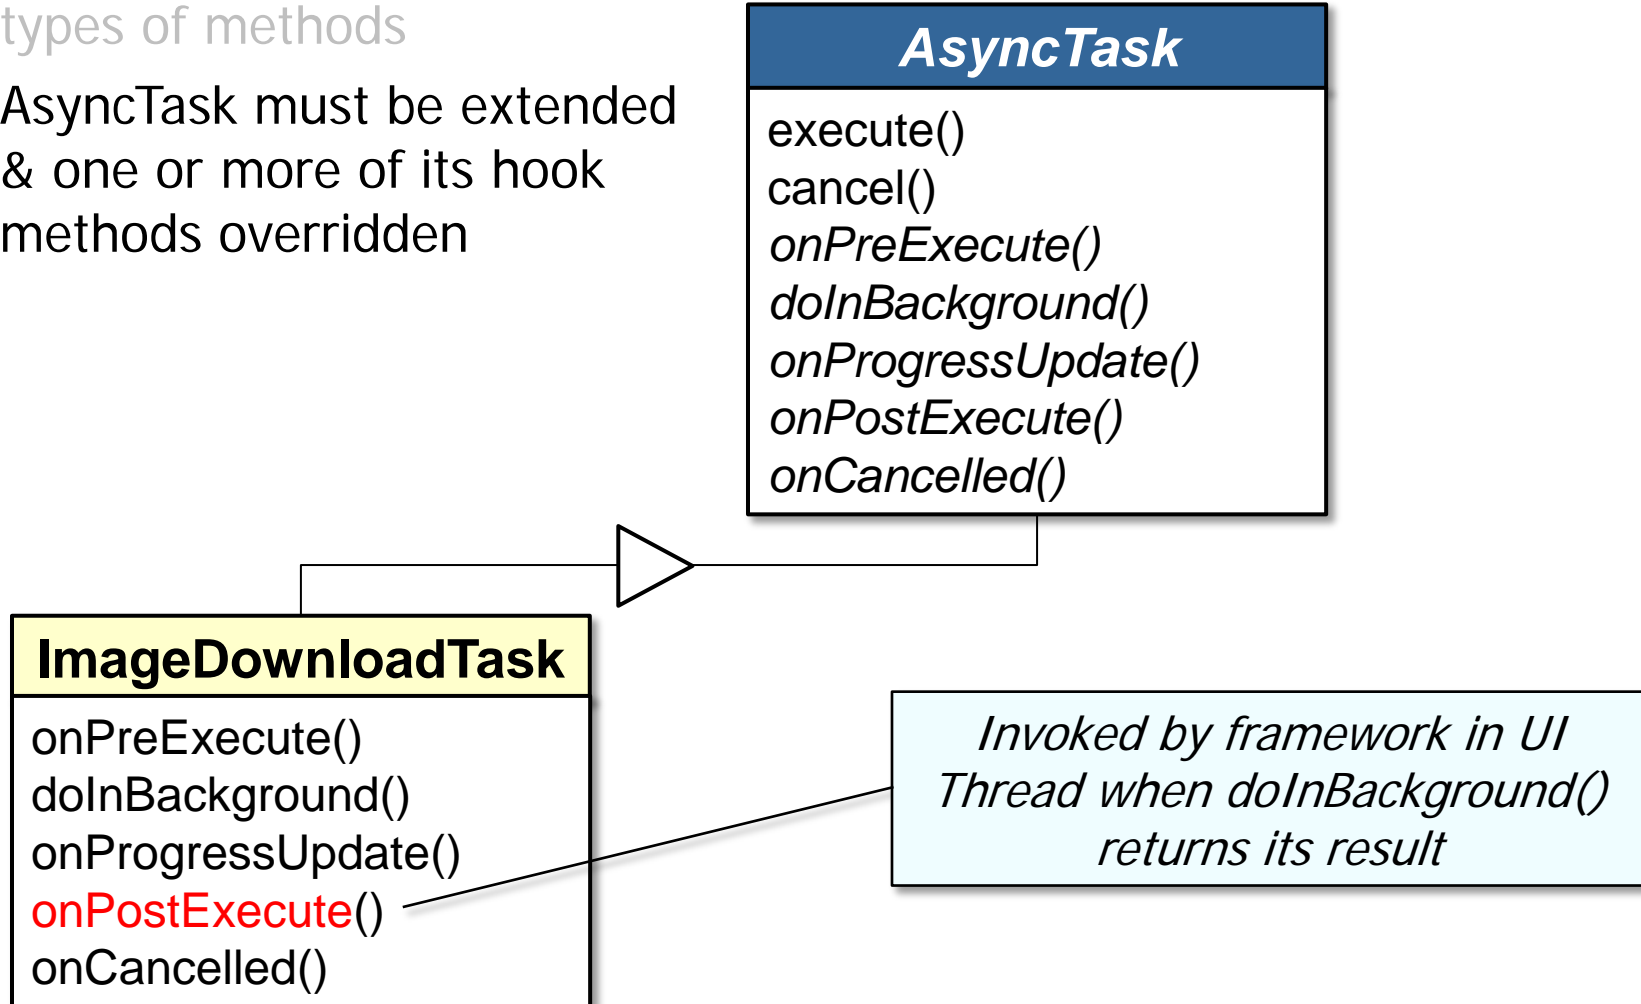 types of methods
AsyncTask must be extended
& one or more of its hook
methods overridden
AsyncTask
execute()
cancel()
onPreExecute()
doInBackground()
onProgressUpdate()
onPostExecute()
onCancelled()
ImageDownloadTask
onPreExecute()
doInBackground()
onProgressUpdate()
onPostExecute()
onCancelled()
Invoked by framework in UI
Thread when doInBackground()
returns its result